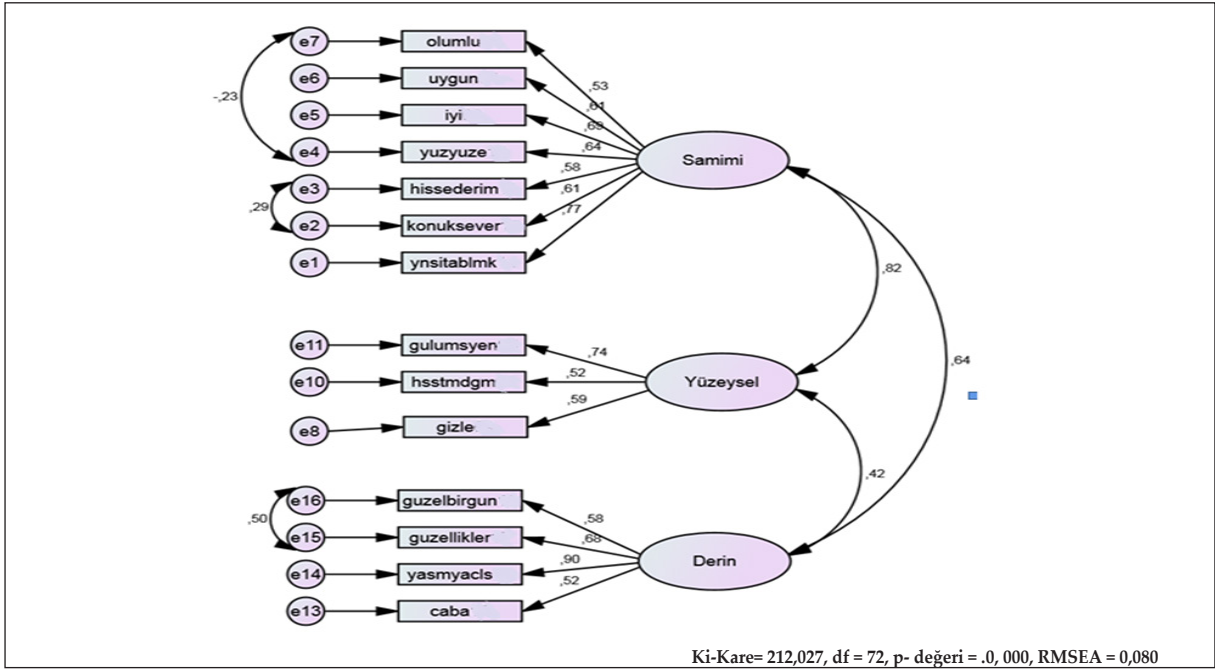 e7 olumlu
,53
e6 uygun
,61
-,23
e5 iyi
,69
e4 yuzyuze
,64
Samimi
e3 hissederim
,58
,29
e2 konuksever
,61
e1 ynsitablmk
,77
,82
,64
e11 gulumsyen
,74
e10 hsstmdgm
,52
Yüzeysel
e8 gizle
,59
,42
e16 guzelbirgun
,58
,50
e15 guzellikler
,68
e14 yasmyacls
,90
Derin
e13 caba
,52
Ki-Kare= 212,027, df = 72, p- değeri = .0, 000, RMSEA = 0,080